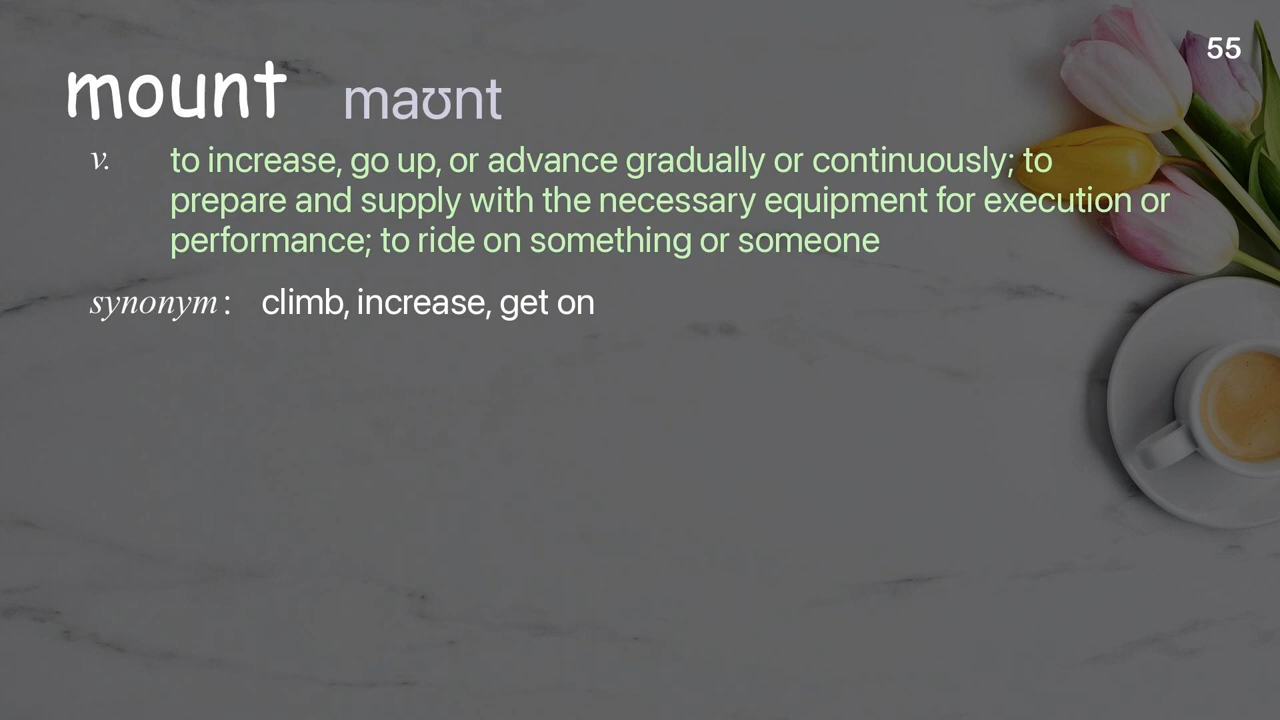 55
mount maʊnt
v. to increase, go up, or advance gradually or continuously; to
prepare and supply with the necessary equipment for execution or
performance; to ride on something or someone
synonym : climb, increase, get on